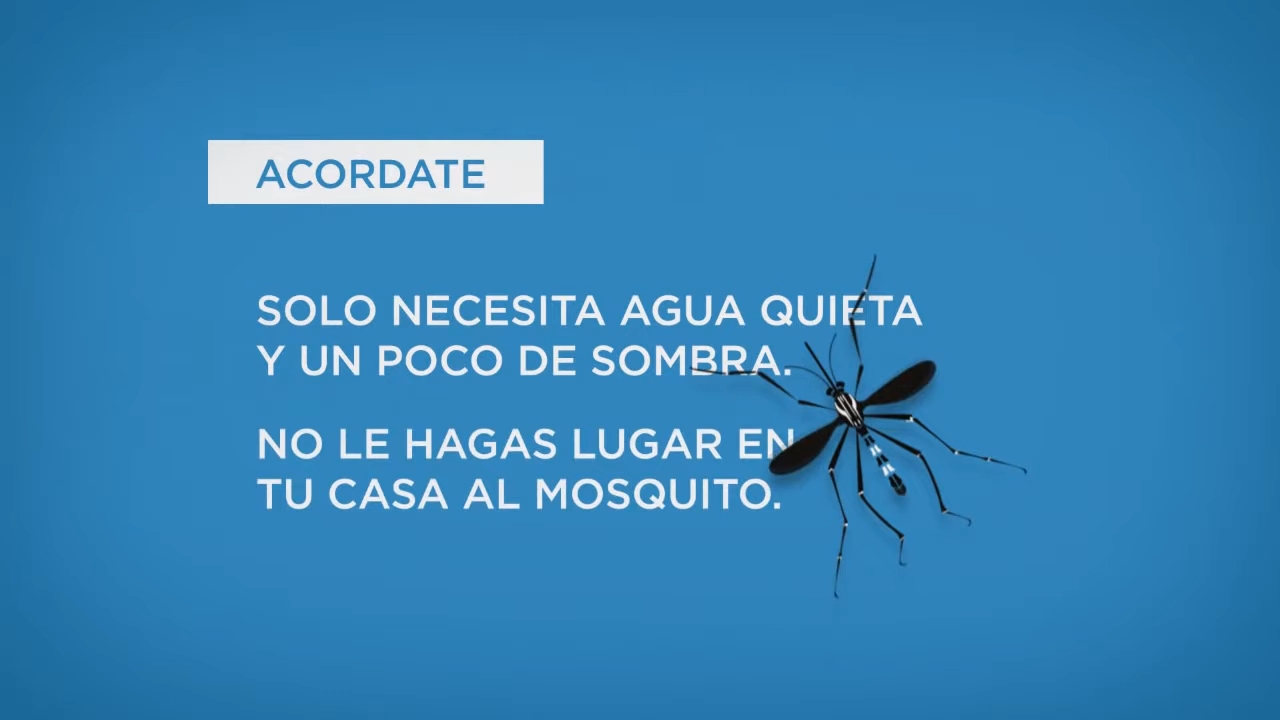 ACORDATE
SOLO NECESITA AGUA QUIETA
Y UN POCO DE SOMBRA.
NO LE HAGAS LUGAR EN
TU CASA AL MOSQUITO.